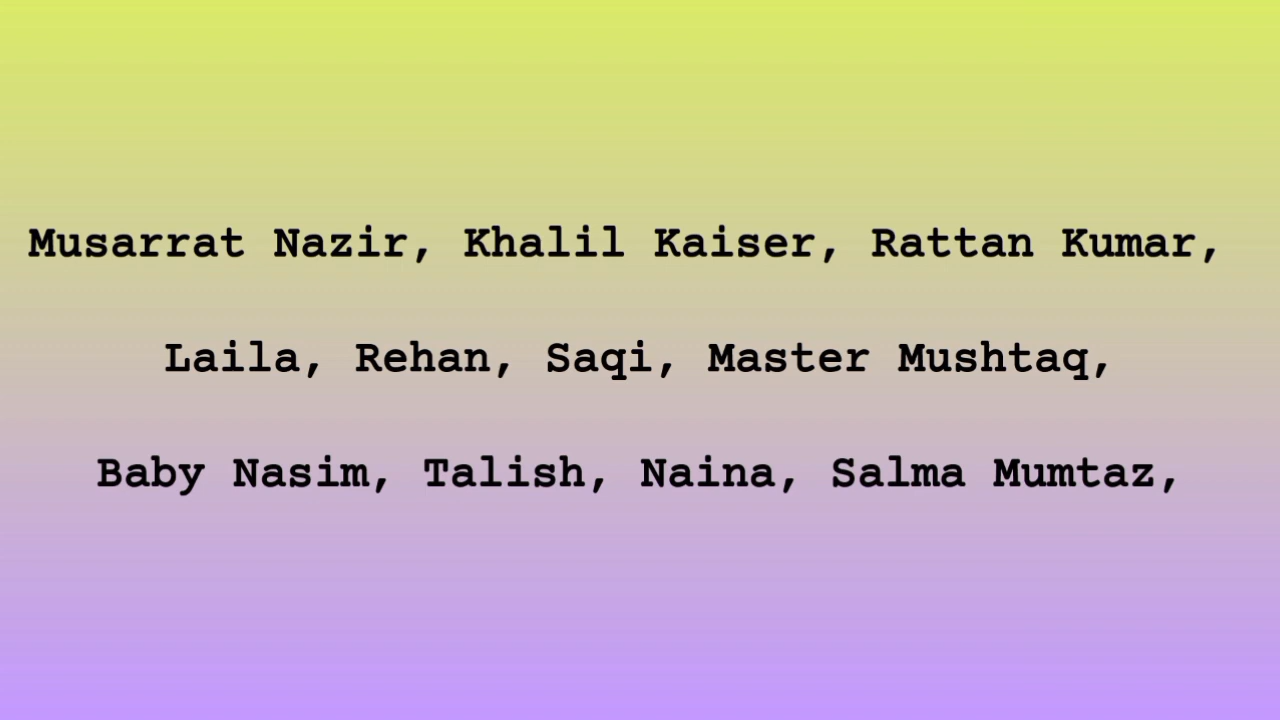 Musarrat Nazir, Khalil Kaiser, Rattan Kumar,
Laila, Rehan, Saqi, Master Mushtaq,
Baby Nasim, Talish, Naina, Salma Mumtaz,